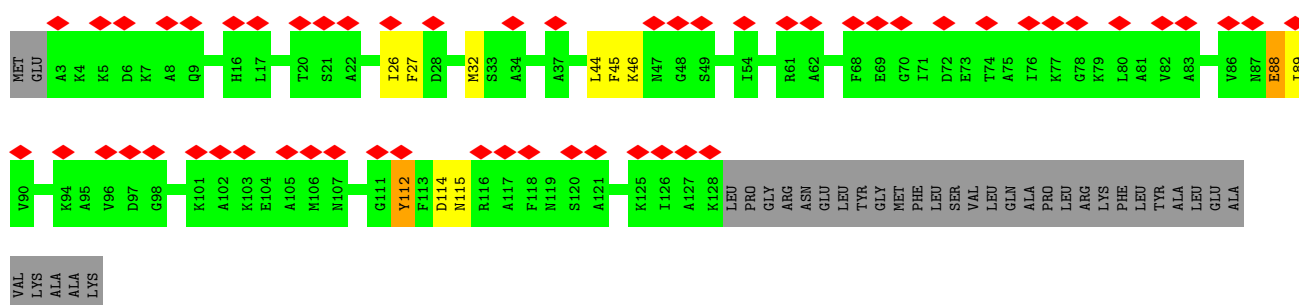 MET GLU A3 K4 K5 D6 K7 A8 Q9 H16 L17 T20 S21 A22 I26 F27 D28 M32 S33 A34 A37 L44 F45 K46 N47 G48 S49 I54 R61 A62 F68 E69 G70 I71 D72 E73 T74 A75 I76 K77 G78 K79 L80 A81 V82 A83 V86 N87 E88 I89
V90 K94 A95 V96 D97 G98 K101 A102 K103 E104 A105 M106 N107 G111 Y112 F113 D114 N115 R116 A117 F118 N119 S120 A121 K125 I126 A127 K128 LEU PRO GLY ARG ASN GLU LEU TYR GLY MET PHE LEU SER VAL LEU GLN ALA PRO LEU ARG LYS PHE LEU TYR ALA LEU GLU ALA
VAL LYS ALA ALA LYS